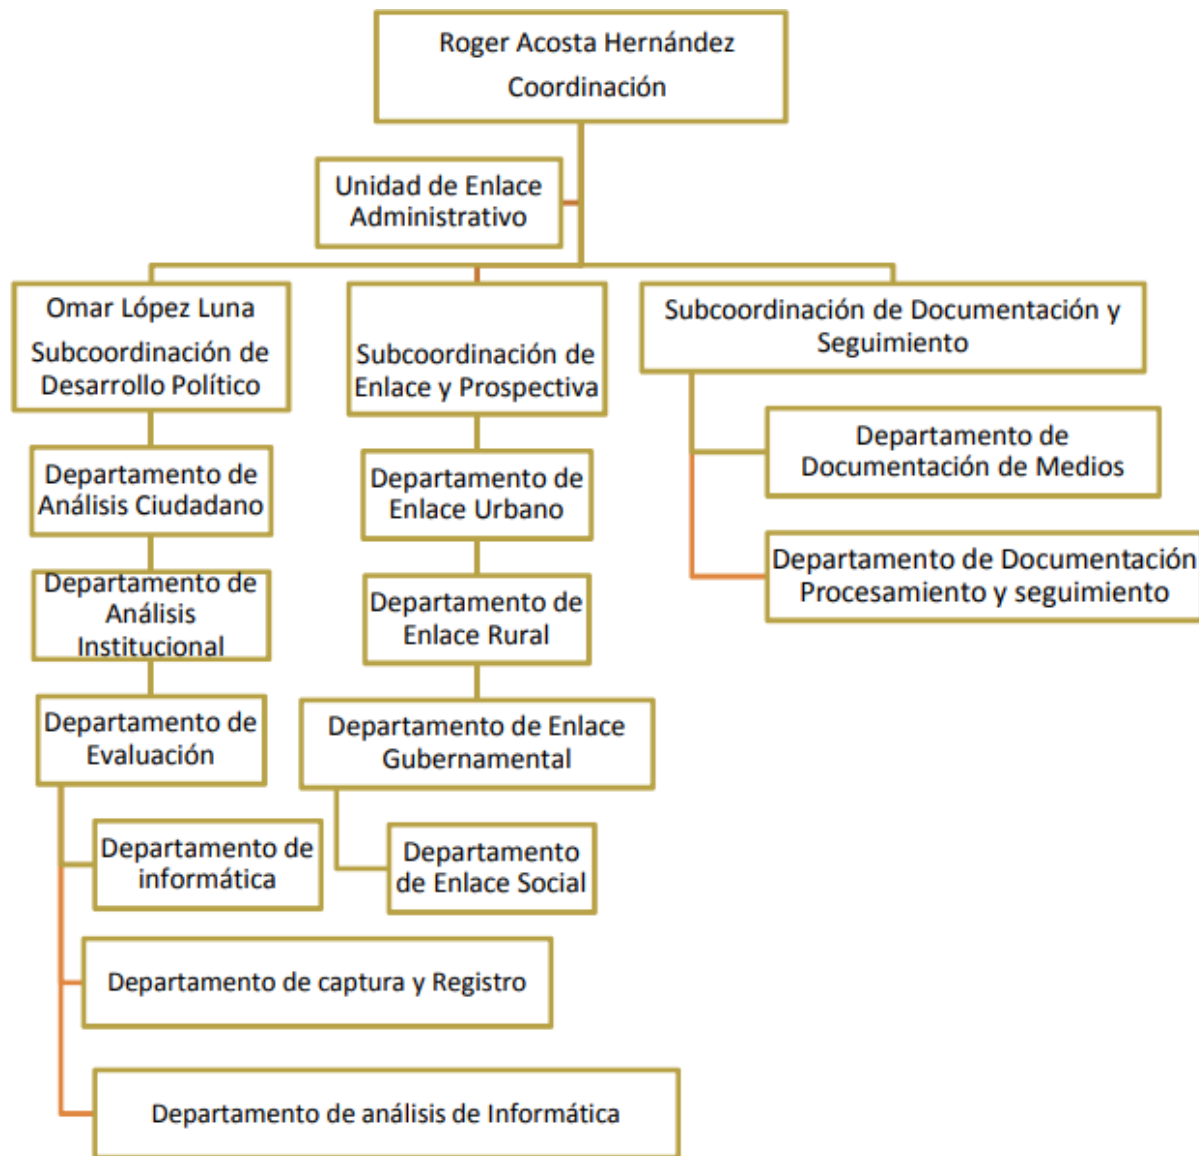 Roger Acosta Hernández
Coordinación
Unidad de Enlace
Administrativo
Omar López Luna
Subcoordinación de
Desarrollo Político
Subcoordinación de
Enlace y Prospectiva
Subcoordinación de Documentación y
Seguimiento
Departamento de
Análisis Ciudadano
Departamento de
Enlace Urbano
Departamento de
Documentación de Medios
Departamento de
Análisis
Institucional
Departamento de
Enlace Rural
Departamento de Documentación
Procesamiento y seguimiento
Departamento de
Evaluación
Departamento de Enlace
Gubernamental
Departamento de
informática
Departamento
de Enlace Social
Departamento de captura y Registro
Departamento de análisis de Informática